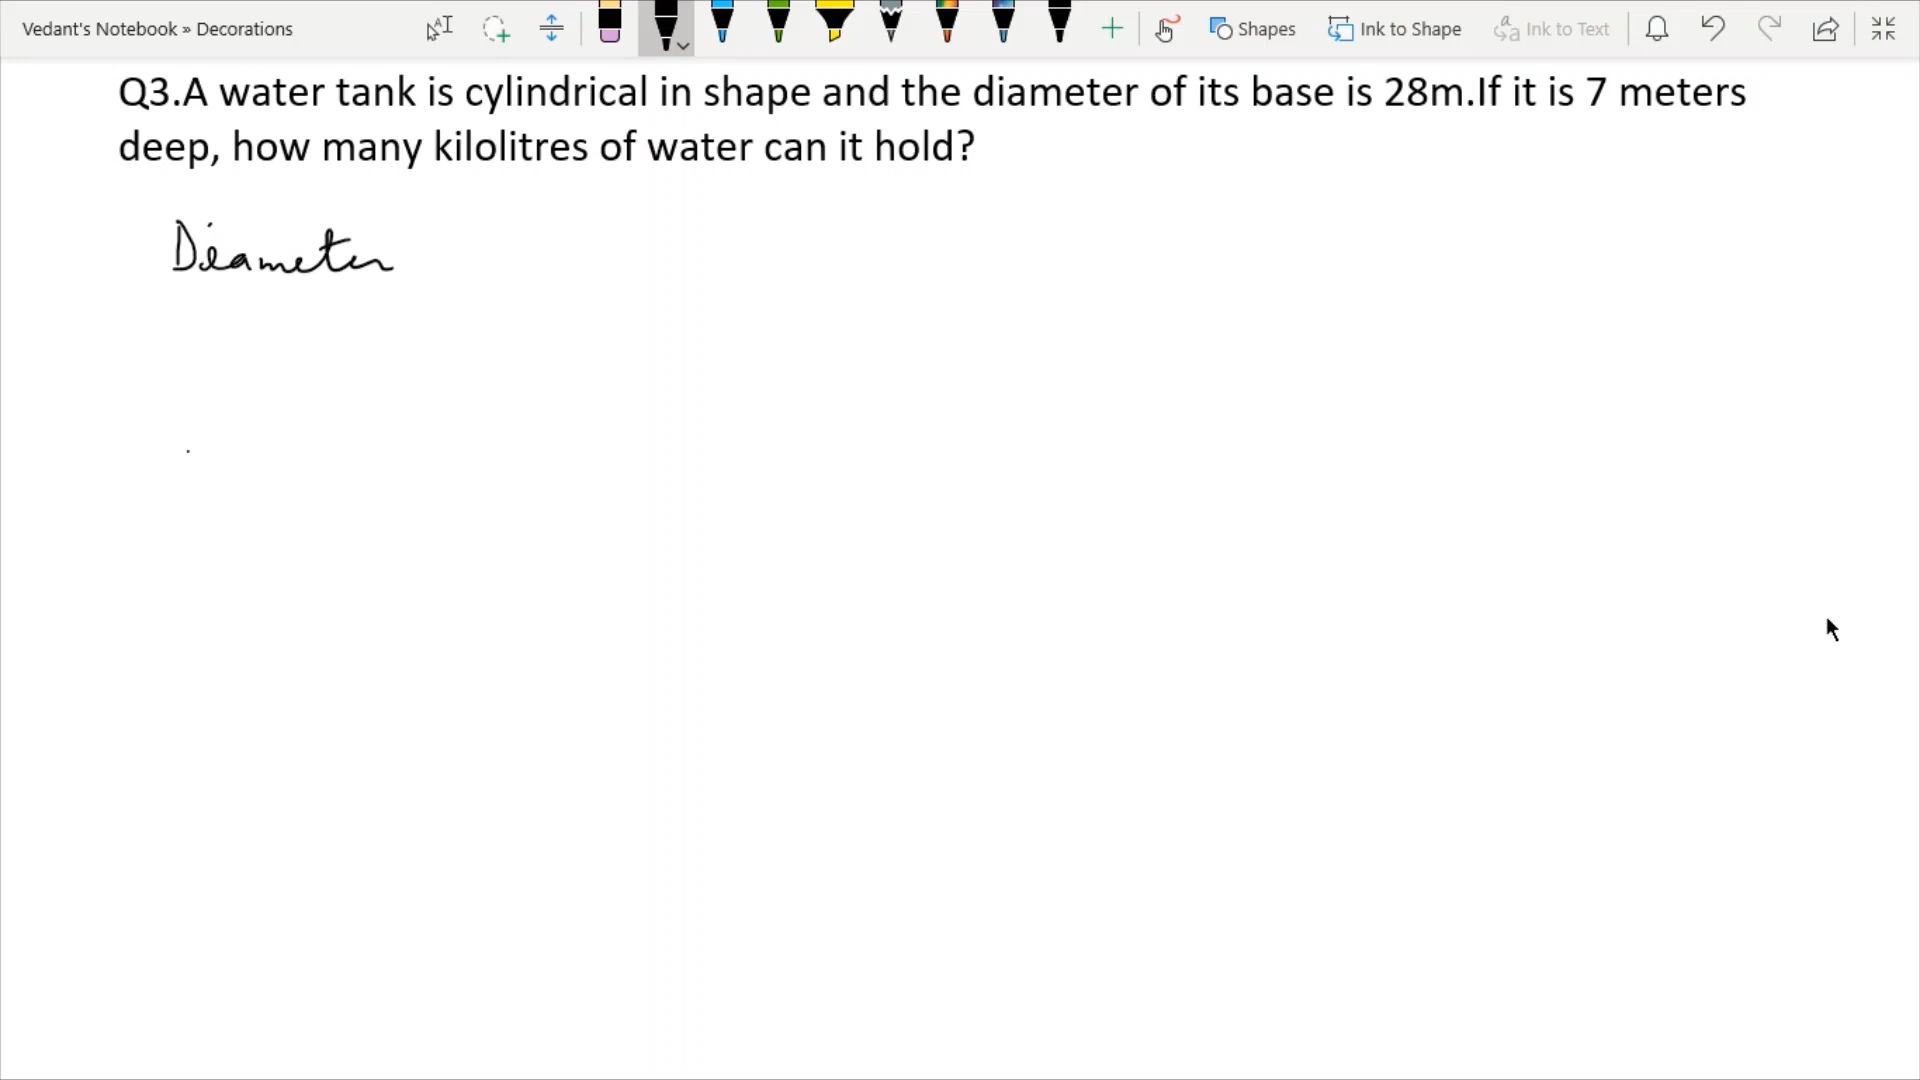 Vedant's Notebook » Decorations
Shapes
Ink to Shape
Ink to Text
Q3.A water tank is cylindrical in shape and the diameter of its base is 28m.If it is 7 meters
deep, how many kilolitres of water can it hold?
Diameter